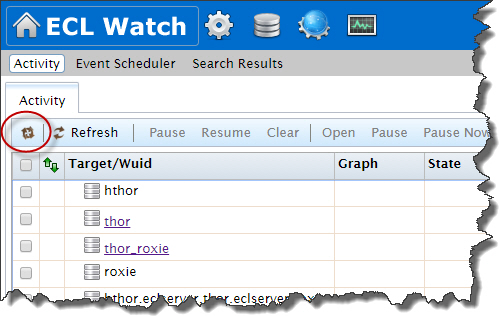 ECL Watch
Activity Event Scheduler Search Results
Activity
Refresh Pause Resume Clear Open Pause Pause Now
Target/Wuid Graph State
hthor
thor
thor_roxie
roxie
hthor.eclserver,thor.eclserver